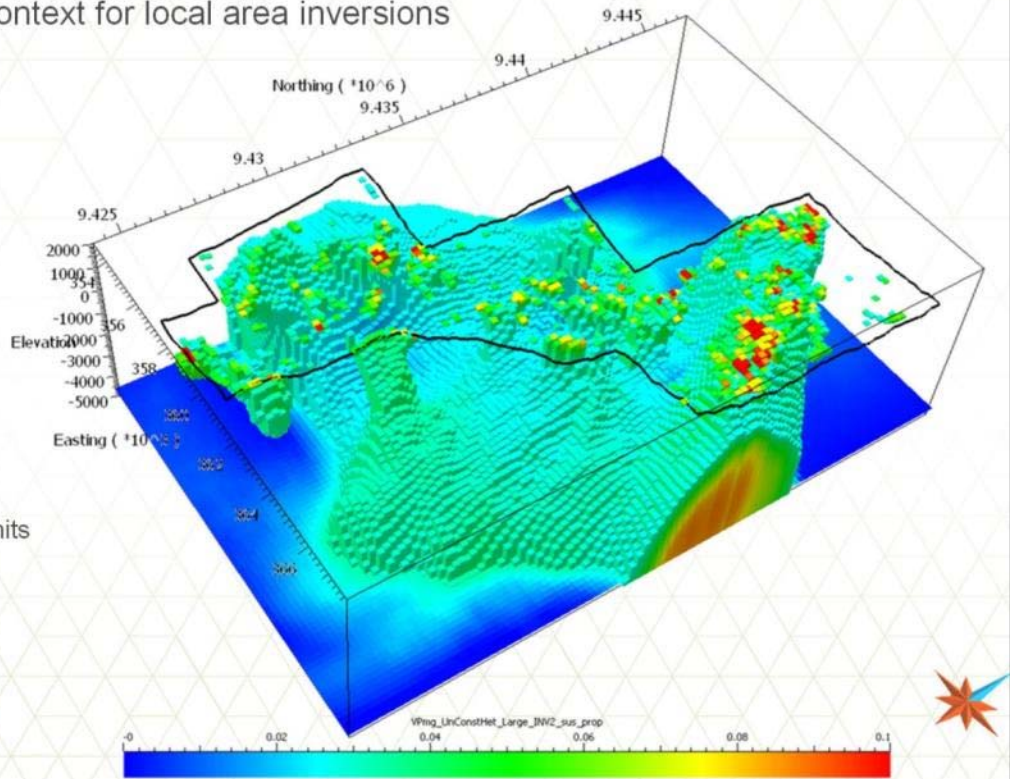 ontext for local area inversions
9.445
9.44
Northing ( *10^6 )
9.435
9.43
9.425
2000
1000
354
0
-1000
356
Elevation
-2000
-3000
358
-4000
-5000
Easting ( *10
its
VPmg_UnConstHet_Large_INV2_sus_prop
-0 0.02 0.04 0.06 0.08 0.1